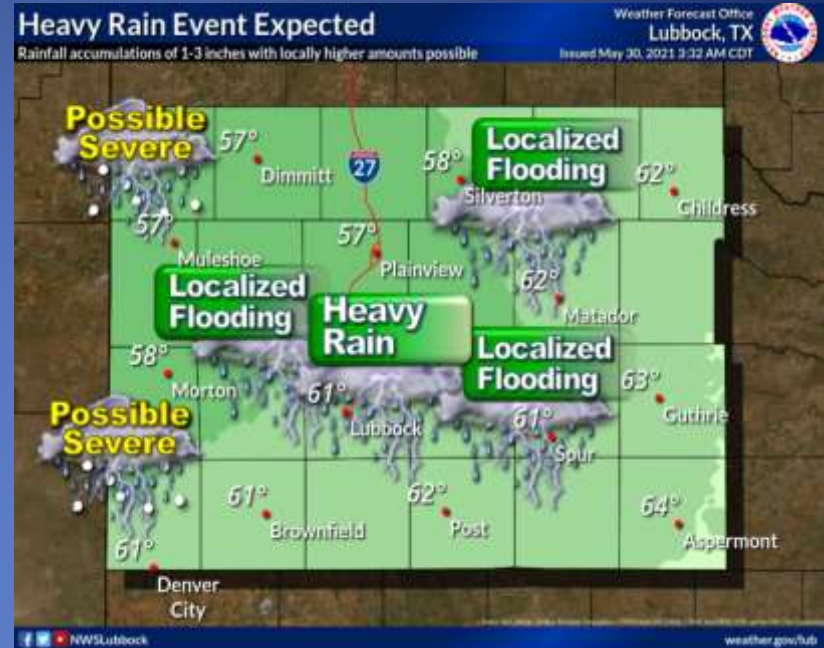 Heavy Rain Event Expected
Rainfall accumulations of 1-3 inches with locally higher amounts possible
Weather Forecast Office
Lubbock, TX
Issued May 30, 2021 3:32 AM CDT
Possible
Severe
57°
Dimmitt
27
58°
Silverton
Localized
Flooding
62°
Childress
57°
Muleshoe
57°
Plainview
62°
Matador
Localized
Flooding
Heavy
Rain
Localized
Flooding
58°
Morton
61°
Lubbock
61°
Spur
63°
Guthrie
Possible
Severe
61°
Brownfield
62°
Post
64°
Aspermont
61°
Denver
City
NWSLubbock
weather.gov/lub